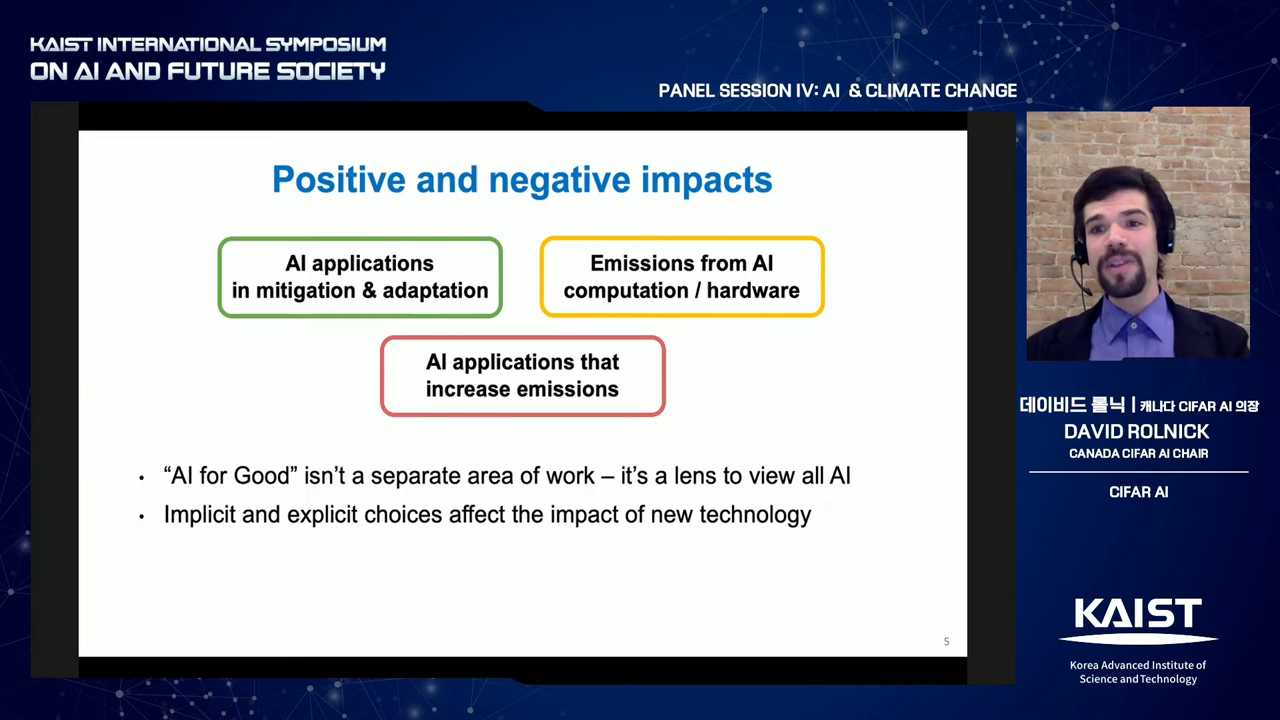 KAIST INTERNATIONAL SYMPOSIUM
ON AI AND FUTURE SOCIETY
PANEL SESSION IV: AI & CLIMATE CHANGE
Positive and negative impacts
AI applications
in mitigation & adaptation
Emissions from AI
computation / hardware
AI applications that
increase emissions
• “AI for Good” isn’t a separate area of work – it’s a lens to view all AI
• Implicit and explicit choices affect the impact of new technology
5
데이비드 롤닉 | 캐나다 CIFAR AI 의장
DAVID ROLNICK
CANADA CIFAR AI CHAIR
CIFAR AI
KAIST
Korea Advanced Institute of
Science and Technology